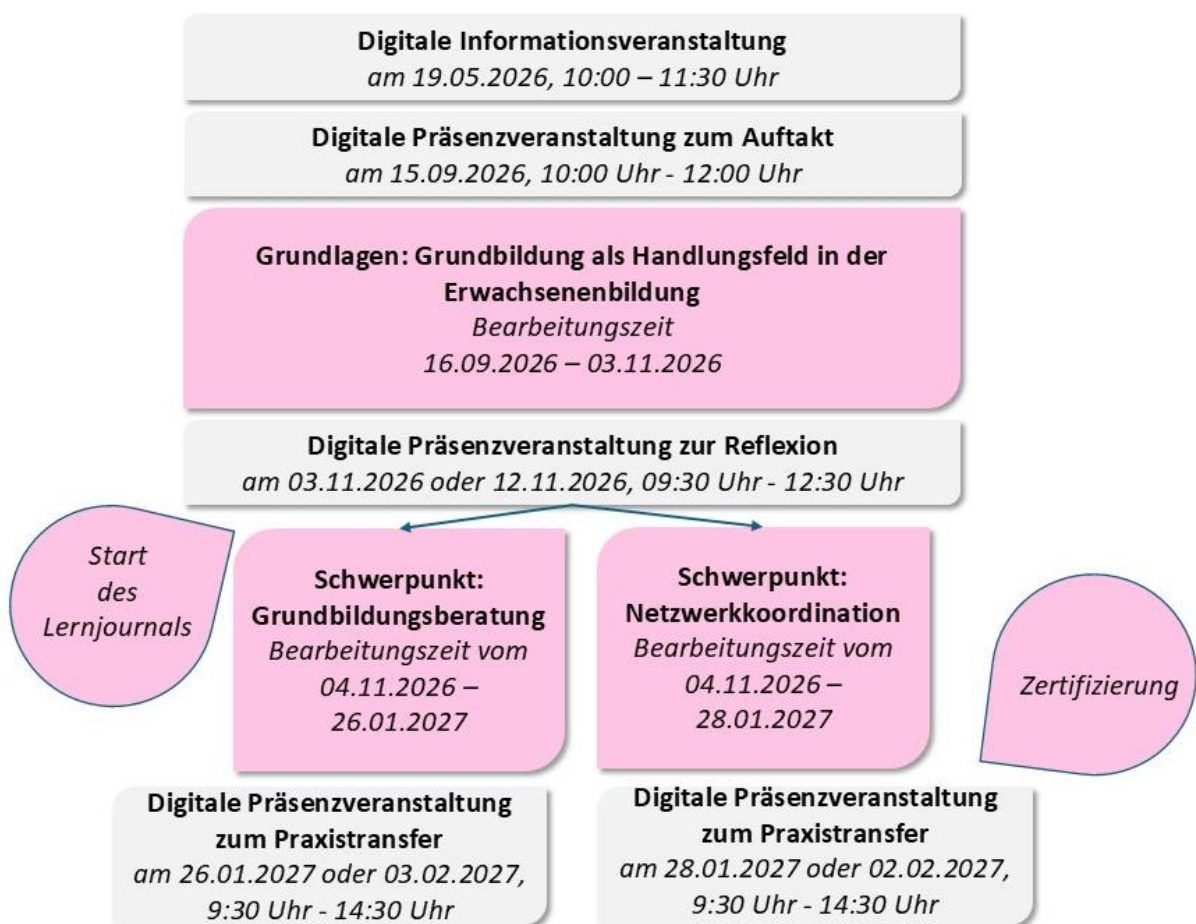 Digitale Informationsveranstaltung
am 19.05.2026, 10:00 – 11:30 Uhr
Digitale Präsenzveranstaltung zum Auftakt
am 15.09.2026, 10:00 Uhr - 12:00 Uhr
Grundlagen: Grundbildung als Handlungsfeld in der
Erwachsenenbildung
Bearbeitungszeit
16.09.2026 – 03.11.2026
Digitale Präsenzveranstaltung zur Reflexion
am 03.11.2026 oder 12.11.2026, 09:30 Uhr - 12:30 Uhr
Start
des
Lernjournals
Schwerpunkt:
Grundbildungsberatung
Bearbeitungszeit vom
04.11.2026 –
26.01.2027
Schwerpunkt:
Netzwerkkoordination
Bearbeitungszeit vom
04.11.2026 –
28.01.2027
Zertifizierung
Digitale Präsenzveranstaltung
zum Praxistransfer
am 26.01.2027 oder 03.02.2027,
9:30 Uhr - 14:30 Uhr
Digitale Präsenzveranstaltung
zum Praxistransfer
am 28.01.2027 oder 02.02.2027,
9:30 Uhr - 14:30 Uhr